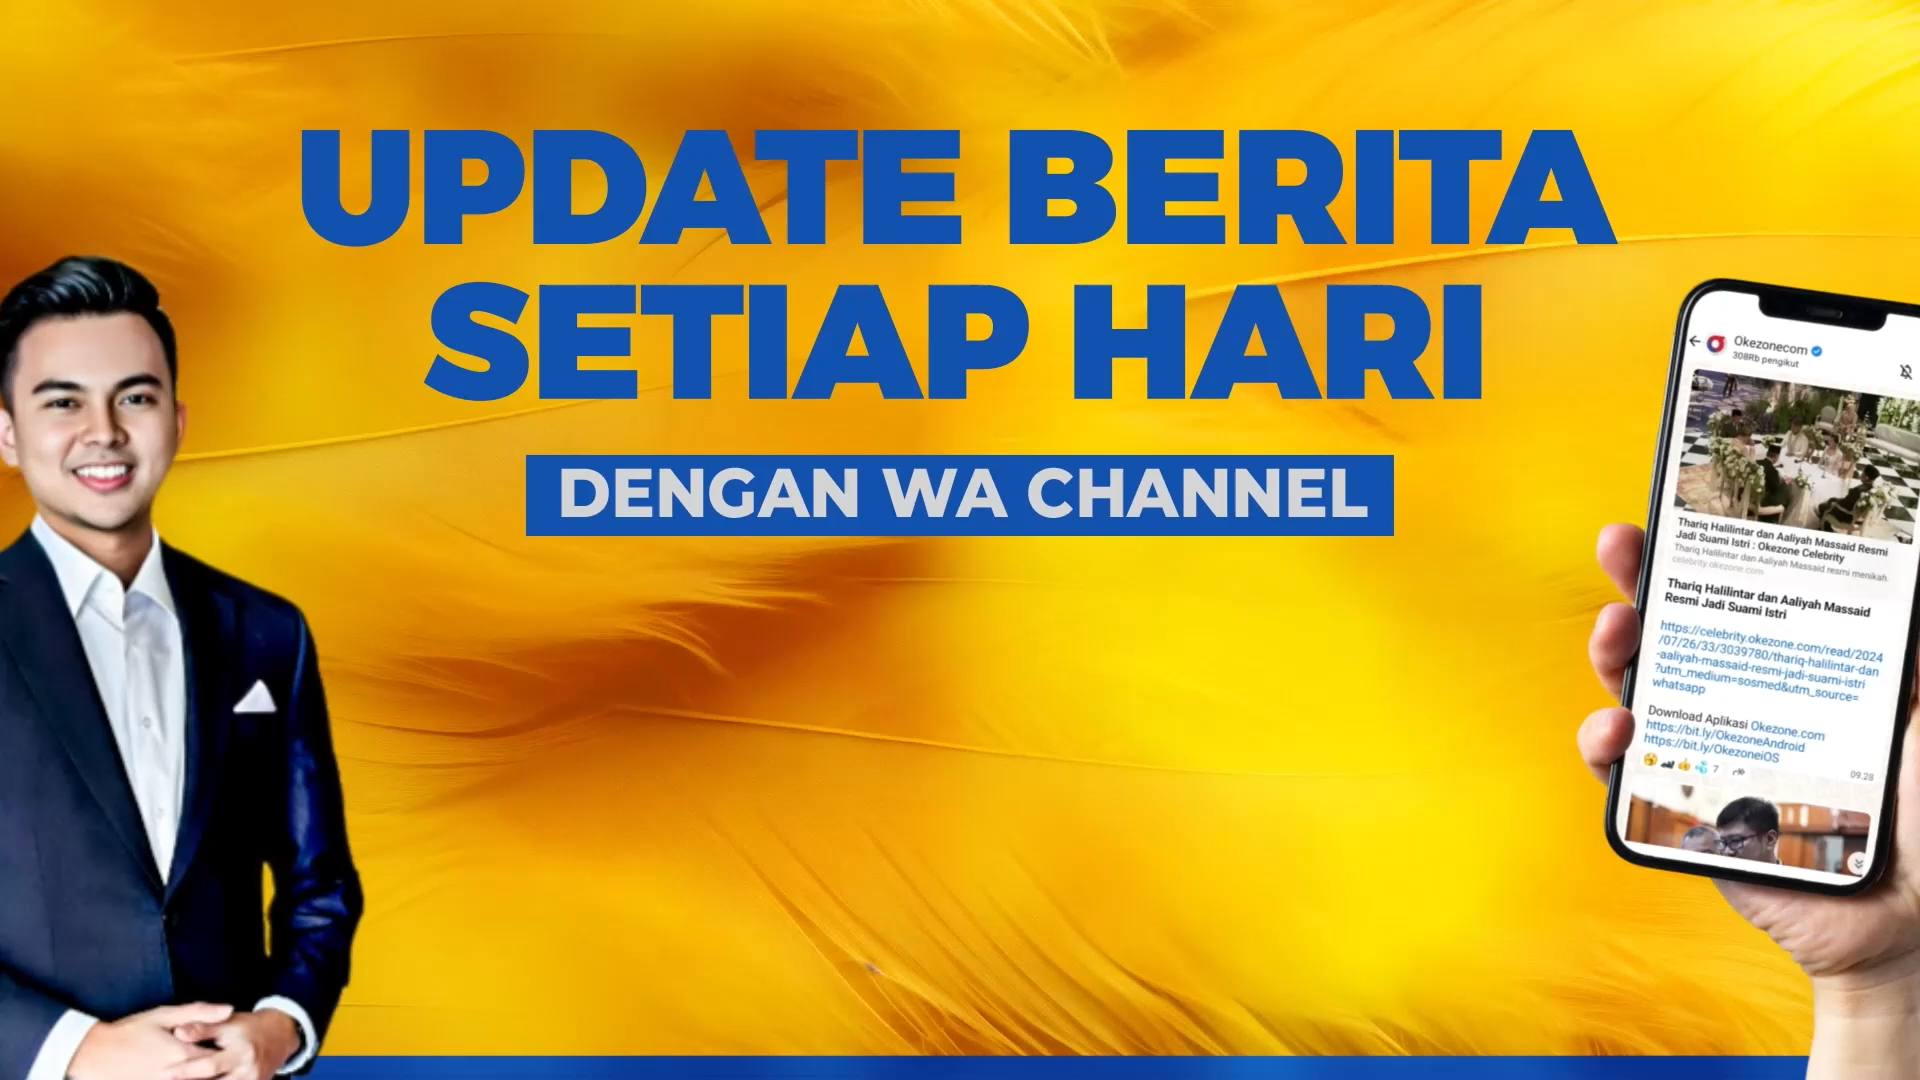 UPDATE BERITA
SETIAP HARI
DENGAN WA CHANNEL
Okezonecom
308Rb pengikut
Thariq Halilintar dan Aaliyah Massaid Resmi
Jadi Suami Istri : Okezone Celebrity
Thariq Halilintar dan Aaliyah Massaid resmi menikah.
celebrity.okezone.com
Thariq Halilintar dan Aaliyah Massaid
Resmi Jadi Suami Istri
https://celebrity.okezone.com/read/2024
/07/26/33/3039780/thariq-halilintar-dan
-aaliyah-massaid-resmi-jadi-suami-istri
?utm_medium=sosmed&utm_source=
whatsapp
Download Aplikasi Okezone.com
https://bit.ly/OkezoneAndroid
https://bit.ly/OkezoneiOS
7
09.28